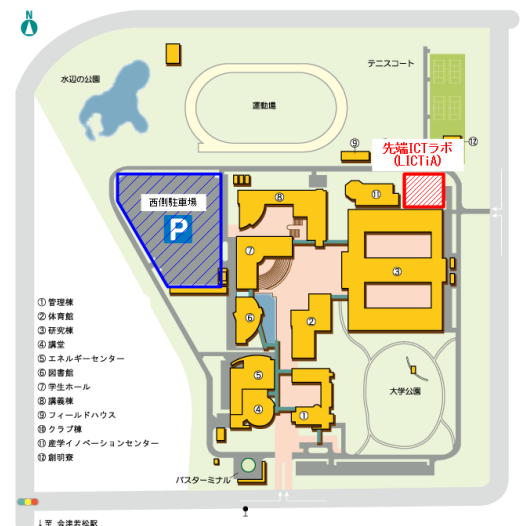 N
水辺の公園
運動場
テニスコート
⑨
⑫
先端ICTラボ
(LICTiA)
西側駐車場
P
⑧
⑪
⑦
③
⑥
②
①管理棟
②体育館
③研究棟
④講堂
⑤エネルギーセンター
⑥図書館
⑦学生ホール
⑧講義棟
⑨フィールドハウス
⑩クラブ棟
⑪産学イノベーションセンター
⑫創明寮
⑤
④
①
大学公園
バスターミナル
↓至 会津若松駅